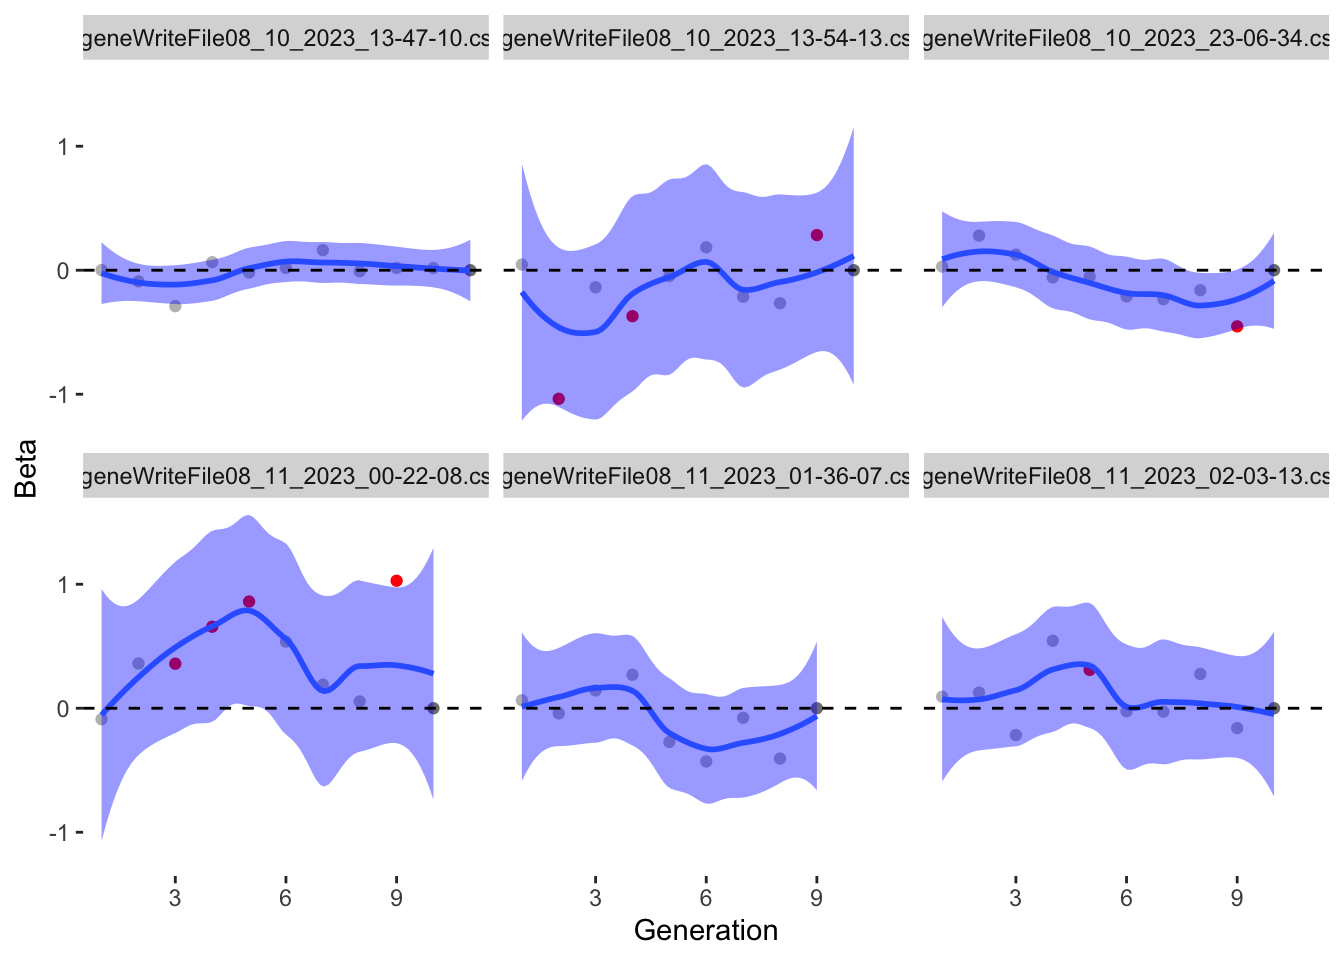 geneWriteFile08_10_2023_13-47-10.cs
geneWriteFile08_10_2023_13-54-13.cs
geneWriteFile08_10_2023_23-06-34.cs
1
0
-1
geneWriteFile08_11_2023_00-22-08.cs
geneWriteFile08_11_2023_01-36-07.cs
geneWriteFile08_11_2023_02-03-13.cs
1
0
-1
Beta
3 6 9
3 6 9
3 6 9
Generation